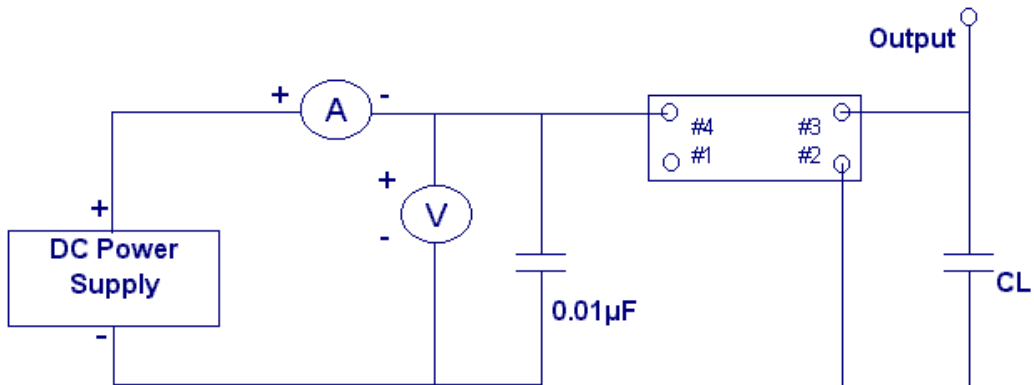 Output
+
A
-
#4
#3
#1
#2
+
V
-
+
DC Power
Supply
-
0.01µF
CL